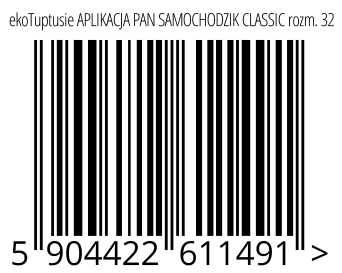 ekoTuptusie APLIKACJA PAN SAMOCHODZIK CLASSIC rozm. 32
5 904422 611491 >